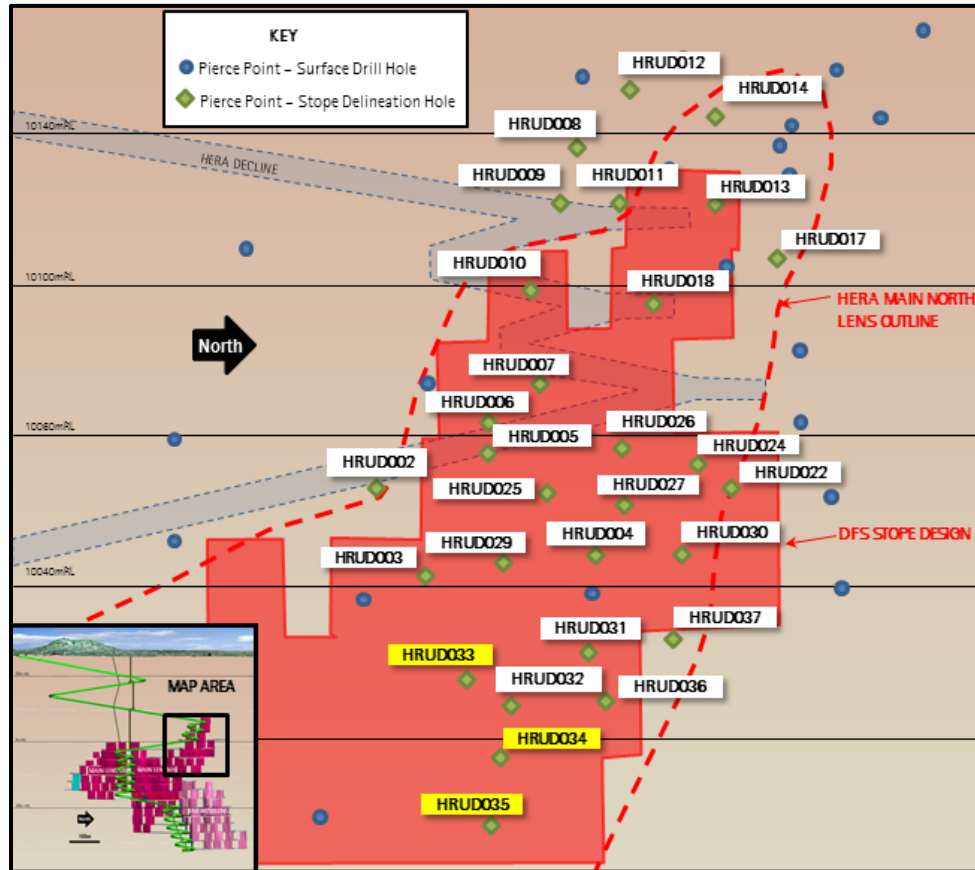 KEY
Pierce Point – Surface Drill Hole
Pierce Point – Stope Delineation Hole
HRUD012
HRUD014
10140mRL
HRUD008
HERA DECLINE
HRUD009
HRUD011
HRUD013
HRUD017
HRUD010
10100mRL
HRUD018
HERA MAIN NORTH
LENS OUTLINE
North
HRUD007
HRUD006
HRUD026
HRUD005
HRUD024
HRUD002
HRUD022
HRUD025
HRUD027
HRUD004
HRUD030
DFS STOPE DESIGN
HRUD029
HRUD003
10040mRL
HRUD031
HRUD037
HRUD033
HRUD032
HRUD036
MAP AREA
HRUD034
HRUD035